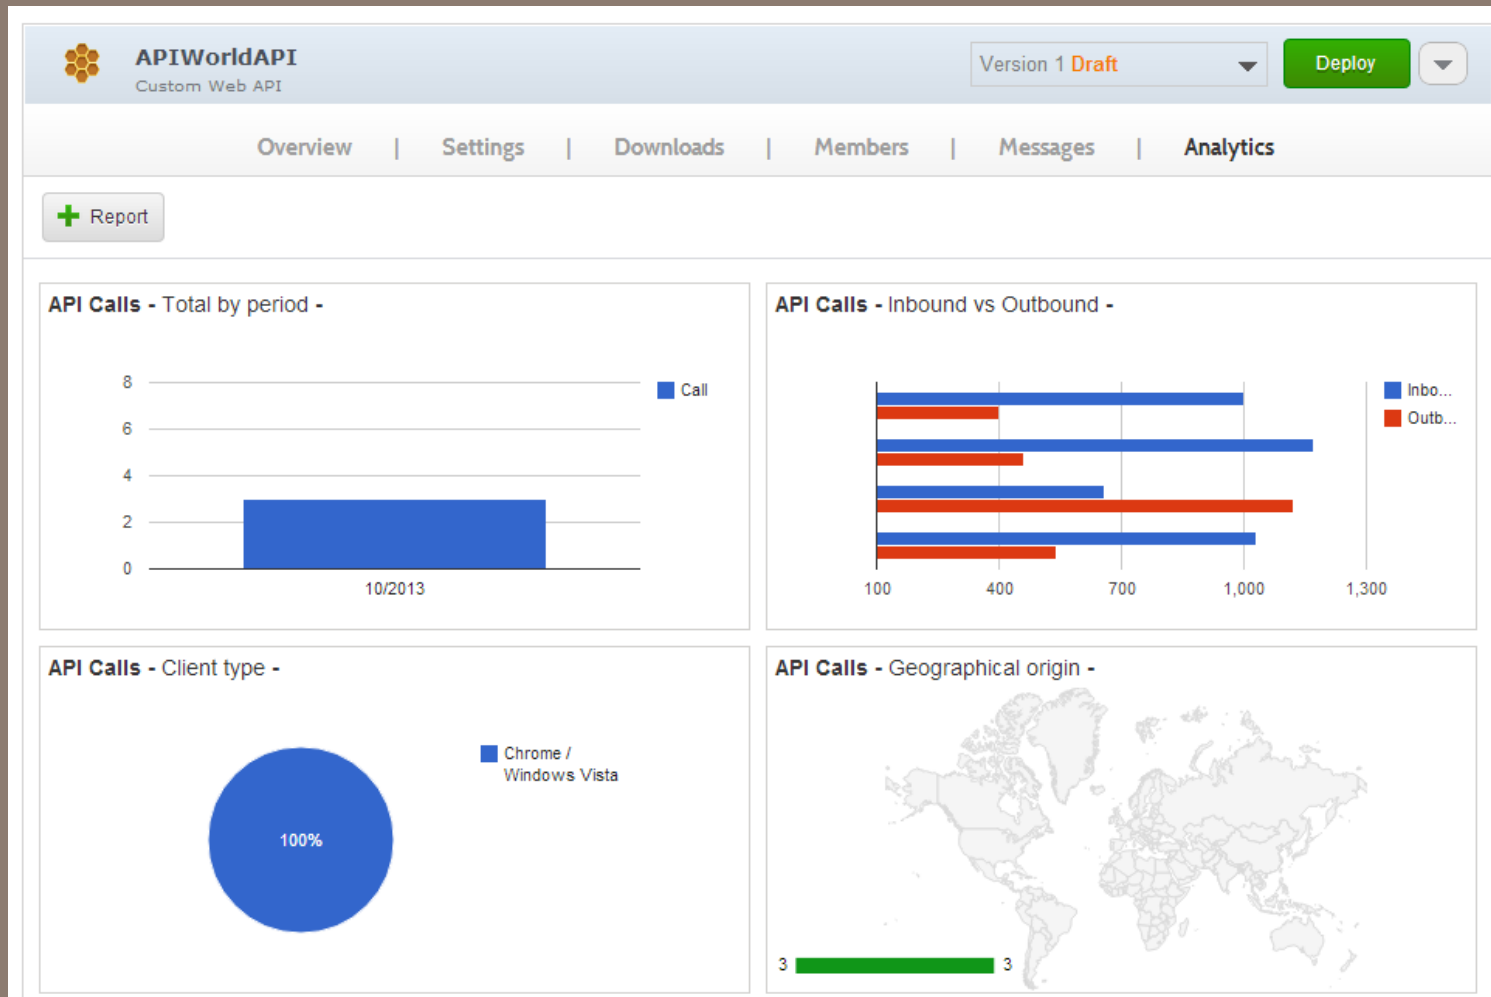 APIWorldAPI
Custom Web API
Version 1 Draft
Deploy
Overview | Settings | Downloads | Members | Messages | Analytics
Report
API Calls - Total by period -
8
6
4
2
0
10/2013
Call
API Calls - Inbound vs Outbound -
Inbo...
Outb...
100 400 700 1,000 1,300
API Calls - Client type -
Chrome /
Windows Vista
100%
API Calls - Geographical origin -
3 3